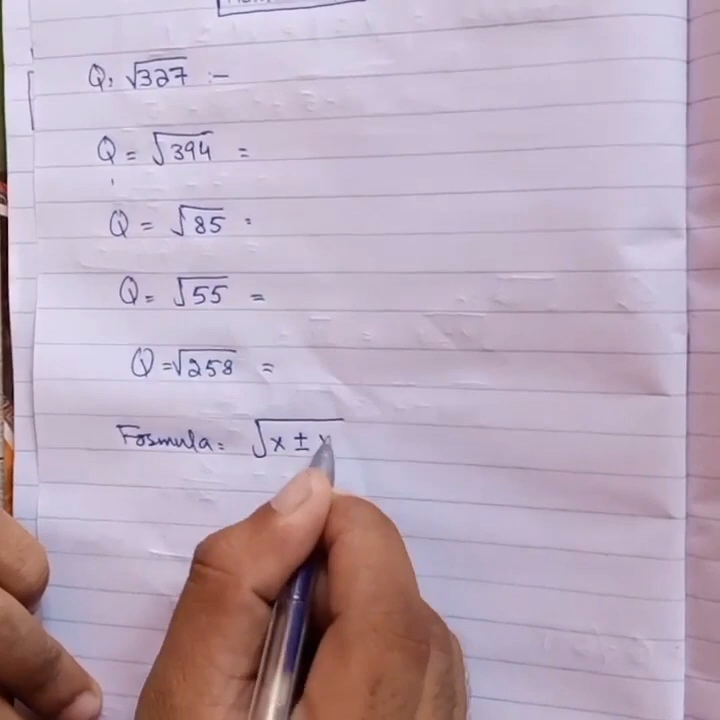 Q. √327 :-
Q = √394 =
Q = √85 =
Q = √55 =
Q = √258 =
Formula = √x ± y